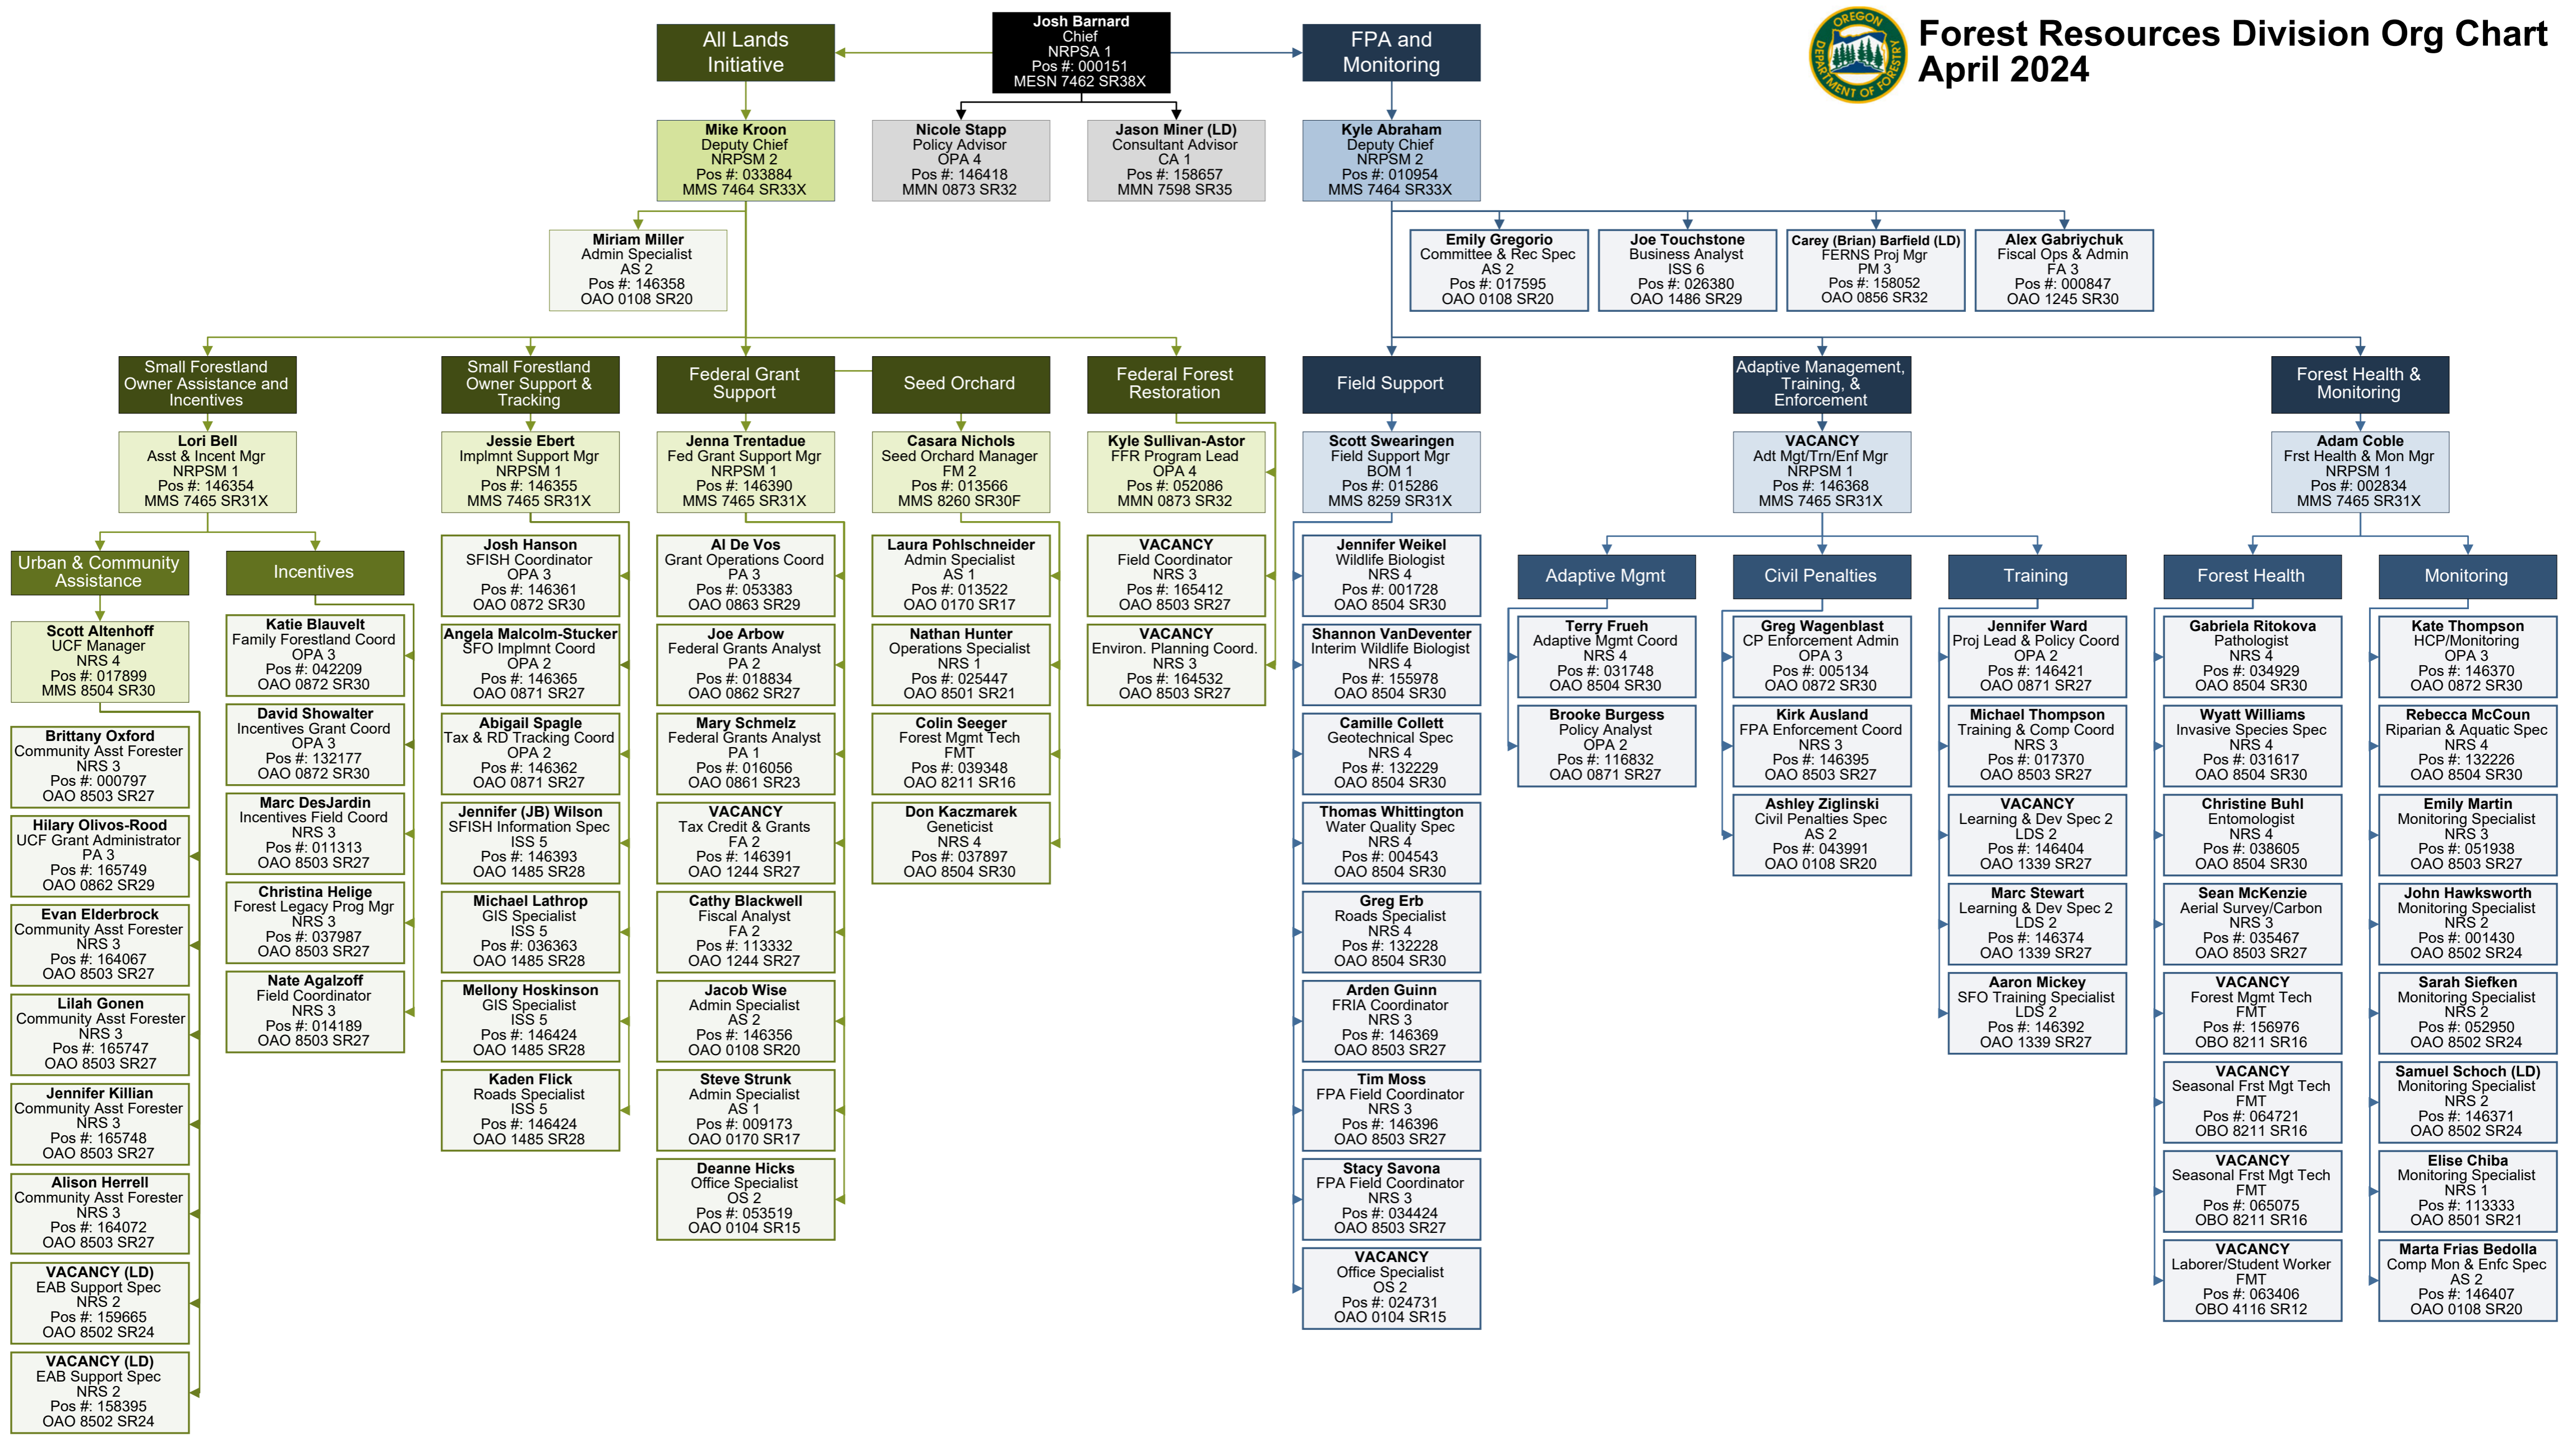 Forest Resources Division Org Chart
April 2024
OREGON
DEPARTMENT OF FORESTRY
All Lands
Initiative
Josh Barnard
Chief
NRPSA 1
Pos #: 000151
MESN 7462 SR38X
FPA and
Monitoring
Mike Kroon
Deputy Chief
NRPSM 2
Pos #: 033884
MMS 7464 SR33X
Nicole Stapp
Policy Advisor
OPA 4
Pos #: 146418
MMN 0873 SR32
Jason Miner (LD)
Consultant Advisor
CA 1
Pos #: 158657
MMN 7598 SR35
Kyle Abraham
Deputy Chief
NRPSM 2
Pos #: 010954
MMS 7464 SR33X
Miriam Miller
Admin Specialist
AS 2
Pos #: 146358
OAO 0108 SR20
Emily Gregorio
Committee & Rec Spec
AS 2
Pos #: 017595
OAO 0108 SR20
Joe Touchstone
Business Analyst
ISS 6
Pos #: 026380
OAO 1486 SR29
Carey (Brian) Barfield (LD)
FERNS Proj Mgr
PM 3
Pos #: 158052
OAO 0856 SR32
Alex Gabriychuk
Fiscal Ops & Admin
FA 3
Pos #: 000847
OAO 1245 SR30
Small Forestland
Owner Assistance and
Incentives
Lori Bell
Asst & Incent Mgr
NRPSM 1
Pos #: 146354
MMS 7465 SR31X
Urban & Community
Assistance
Scott Altenhoff
UCF Manager
NRS 4
Pos #: 017899
MMS 8504 SR30
Brittany Oxford
Community Asst Forester
NRS 3
Pos #: 000797
OAO 8503 SR27
Hilary Olivos-Rood
UCF Grant Administrator
PA 3
Pos #: 165749
OAO 0862 SR29
Evan Elderbrock
Community Asst Forester
NRS 3
Pos #: 164067
OAO 8503 SR27
Lilah Gonen
Community Asst Forester
NRS 3
Pos #: 165747
OAO 8503 SR27
Jennifer Killian
Community Asst Forester
NRS 3
Pos #: 165748
OAO 8503 SR27
Alison Herrell
Community Asst Forester
NRS 3
Pos #: 164072
OAO 8503 SR27
VACANCY (LD)
EAB Support Spec
NRS 2
Pos #: 159665
OAO 8502 SR24
VACANCY (LD)
EAB Support Spec
NRS 2
Pos #: 158395
OAO 8502 SR24
Incentives
Katie Blauvelt
Family Forestland Coord
OPA 3
Pos #: 042209
OAO 0872 SR30
David Showalter
Incentives Grant Coord
OPA 3
Pos #: 132177
OAO 0872 SR30
Marc DesJardin
Incentives Field Coord
NRS 3
Pos #: 011313
OAO 8503 SR27
Christina Helige
Forest Legacy Prog Mgr
NRS 3
Pos #: 037987
OAO 8503 SR27
Nate Agalzoff
Field Coordinator
NRS 3
Pos #: 014189
OAO 8503 SR27
Small Forestland
Owner Support &
Tracking
Jessie Ebert
Implmnt Support Mgr
NRPSM 1
Pos #: 146355
MMS 7465 SR31X
Josh Hanson
SFISH Coordinator
OPA 3
Pos #: 146361
OAO 0872 SR30
Angela Malcolm-Stucker
SFO Implmnt Coord
OPA 2
Pos #: 146365
OAO 0871 SR27
Abigail Spagle
Tax & RD Tracking Coord
OPA 2
Pos #: 146362
OAO 0871 SR27
Jennifer (JB) Wilson
SFISH Information Spec
ISS 5
Pos #: 146393
OAO 1485 SR28
Michael Lathrop
GIS Specialist
ISS 5
Pos #: 036363
OAO 1485 SR28
Mellony Hoskinson
GIS Specialist
ISS 5
Pos #: 146424
OAO 1485 SR28
Kaden Flick
Roads Specialist
ISS 5
Pos #: 146424
OAO 1485 SR28
Federal Grant
Support
Jenna Trentadue
Fed Grant Support Mgr
NRPSM 1
Pos #: 146390
MMS 7465 SR31X
Al De Vos
Grant Operations Coord
PA 3
Pos #: 053383
OAO 0863 SR29
Joe Arbow
Federal Grants Analyst
PA 2
Pos #: 018834
OAO 0862 SR27
Mary Schmelz
Federal Grants Analyst
PA 1
Pos #: 016056
OAO 0861 SR23
VACANCY
Tax Credit & Grants
FA 2
Pos #: 146391
OAO 1244 SR27
Cathy Blackwell
Fiscal Analyst
FA 2
Pos #: 113332
OAO 1244 SR27
Jacob Wise
Admin Specialist
AS 2
Pos #: 146356
OAO 0108 SR20
Steve Strunk
Admin Specialist
AS 1
Pos #: 009173
OAO 0170 SR17
Deanne Hicks
Office Specialist
OS 2
Pos #: 053519
OAO 0104 SR15
Seed Orchard
Casara Nichols
Seed Orchard Manager
FM 2
Pos #: 013566
MMS 8260 SR30F
Laura Pohlschneider
Admin Specialist
AS 1
Pos #: 013522
OAO 0170 SR17
Nathan Hunter
Operations Specialist
NRS 1
Pos #: 025447
OAO 8501 SR21
Colin Seeger
Forest Mgmt Tech
FMT
Pos #: 039348
OAO 8211 SR16
Don Kaczmarek
Geneticist
NRS 4
Pos #: 037897
OAO 8504 SR30
Federal Forest
Restoration
Kyle Sullivan-Astor
FFR Program Lead
OPA 4
Pos #: 052086
MMN 0873 SR32
VACANCY
Field Coordinator
NRS 3
Pos #: 165412
OAO 8503 SR27
VACANCY
Environ. Planning Coord.
NRS 3
Pos #: 164532
OAO 8503 SR27
Field Support
Scott Swearingen
Field Support Mgr
BOM 1
Pos #: 015286
MMS 8259 SR31X
Jennifer Weikel
Wildlife Biologist
NRS 4
Pos #: 001728
OAO 8504 SR30
Shannon VanDeventer
Interim Wildlife Biologist
NRS 4
Pos #: 155978
OAO 8504 SR30
Camille Collett
Geotechnical Spec
NRS 4
Pos #: 132229
OAO 8504 SR30
Thomas Whittington
Water Quality Spec
NRS 4
Pos #: 004543
OAO 8504 SR30
Greg Erb
Roads Specialist
NRS 4
Pos #: 132228
OAO 8504 SR30
Arden Guinn
FRIA Coordinator
NRS 3
Pos #: 146369
OAO 8503 SR27
Tim Moss
FPA Field Coordinator
NRS 3
Pos #: 146396
OAO 8503 SR27
Stacy Savona
FPA Field Coordinator
NRS 3
Pos #: 034424
OAO 8503 SR27
VACANCY
Office Specialist
OS 2
Pos #: 024731
OAO 0104 SR15
Adaptive Management,
Training, &
Enforcement
VACANCY
Adt Mgt/Trn/Enf Mgr
NRPSM 1
Pos #: 146368
MMS 7465 SR31X
Adaptive Mgmt
Terry Frueh
Adaptive Mgmt Coord
NRS 4
Pos #: 031748
OAO 8504 SR30
Brooke Burgess
Policy Analyst
OPA 2
Pos #: 116832
OAO 0871 SR27
Civil Penalties
Greg Wagenblast
CP Enforcement Admin
OPA 3
Pos #: 005134
OAO 0872 SR30
Kirk Ausland
FPA Enforcement Coord
NRS 3
Pos #: 146395
OAO 8503 SR27
Ashley Ziglinski
Civil Penalties Spec
AS 2
Pos #: 043991
OAO 0108 SR20
Training
Jennifer Ward
Proj Lead & Policy Coord
OPA 2
Pos #: 146421
OAO 0871 SR27
Michael Thompson
Training & Comp Coord
NRS 3
Pos #: 017370
OAO 8503 SR27
VACANCY
Learning & Dev Spec 2
LDS 2
Pos #: 146404
OAO 1339 SR27
Marc Stewart
Learning & Dev Spec 2
LDS 2
Pos #: 146374
OAO 1339 SR27
Aaron Mickey
SFO Training Specialist
LDS 2
Pos #: 146392
OAO 1339 SR27
Forest Health &
Monitoring
Adam Coble
Frst Health & Mon Mgr
NRPSM 1
Pos #: 002834
MMS 7465 SR31X
Forest Health
Gabriela Ritokova
Pathologist
NRS 4
Pos #: 034929
OAO 8504 SR30
Wyatt Williams
Invasive Species Spec
NRS 4
Pos #: 031617
OAO 8504 SR30
Christine Buhl
Entomologist
NRS 4
Pos #: 038605
OAO 8504 SR30
Sean McKenzie
Aerial Survey/Carbon
NRS 3
Pos #: 035467
OAO 8503 SR27
VACANCY
Forest Mgmt Tech
FMT
Pos #: 156976
OBO 8211 SR16
VACANCY
Seasonal Frst Mgt Tech
FMT
Pos #: 064721
OBO 8211 SR16
VACANCY
Seasonal Frst Mgt Tech
FMT
Pos #: 065075
OBO 8211 SR16
VACANCY
Laborer/Student Worker
FMT
Pos #: 063406
OBO 4116 SR12
Monitoring
Kate Thompson
HCP/Monitoring
OPA 3
Pos #: 146370
OAO 0872 SR30
Rebecca McCoun
Riparian & Aquatic Spec
NRS 4
Pos #: 132226
OAO 8504 SR30
Emily Martin
Monitoring Specialist
NRS 3
Pos #: 051938
OAO 8503 SR27
John Hawksworth
Monitoring Specialist
NRS 2
Pos #: 001430
OAO 8502 SR24
Sarah Siefken
Monitoring Specialist
NRS 2
Pos #: 052950
OAO 8502 SR24
Samuel Schoch (LD)
Monitoring Specialist
NRS 2
Pos #: 146371
OAO 8502 SR24
Elise Chiba
Monitoring Specialist
NRS 1
Pos #: 113333
OAO 8501 SR21
Marta Frias Bedolla
Comp Mon & Enfc Spec
AS 2
Pos #: 146407
OAO 0108 SR20